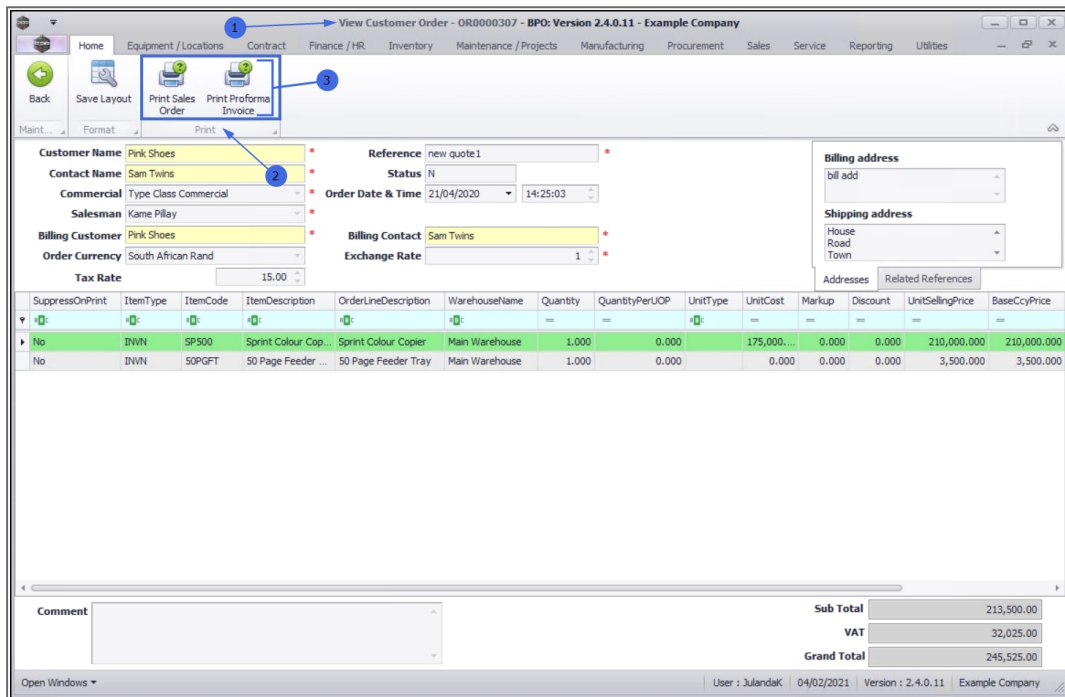 View Customer Order - OR0000307 - BPO: Version 2.4.0.11 - Example Company
1
Home Equipment / Locations Contract Finance / HR Inventory Maintenance / Projects Manufacturing Procurement Sales Service Reporting Utilities
Back Save Layout Print Sales Order Print Proforma Invoice
3
Maint... Format Print
2
Customer Name Pink Shoes * Reference new quote1 *
Contact Name Sam Twins * Status N
Commercial Type Class Commercial * Order Date & Time 21/04/2020 14:25:03
Salesman Kame Pillay *
Billing Customer Pink Shoes * Billing Contact Sam Twins *
Order Currency South African Rand Exchange Rate 1 *
Tax Rate 15.00
Billing address
bill add
Shipping address
House
Road
Town
Addresses Related References
SuppressOnPrint ItemType ItemCode ItemDescription OrderLineDescription WarehouseName Quantity QuantityPerUOP UnitType UnitCost Markup Discount UnitSellingPrice BaseCcyPrice
= = = = = = =
No INVN SP500 Sprint Colour Cop... Sprint Colour Copier Main Warehouse 1.000 0.000 175,000.... 0.000 0.000 210,000.000 210,000.000
No INVN 50PGFT 50 Page Feeder ... 50 Page Feeder Tray Main Warehouse 1.000 0.000 0.000 0.000 0.000 3,500.000 3,500.000
Comment
Sub Total 213,500.00
VAT 32,025.00
Grand Total 245,525.00
Open Windows User : JulandaK 04/02/2021 Version : 2.4.0.11 Example Company